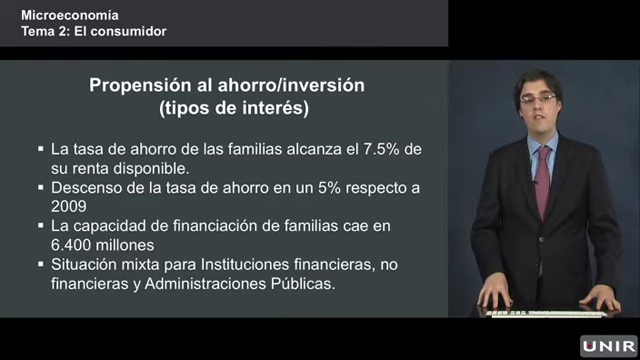 Microeconomía
Tema 2: El consumidor
Propensión al ahorro/inversión
(tipos de interés)
▪ La tasa de ahorro de las familias alcanza el 7.5% de
su renta disponible.
▪ Descenso de la tasa de ahorro en un 5% respecto a
2009
▪ La capacidad de financiación de familias cae en
6.400 millones
▪ Situación mixta para Instituciones financieras, no
financieras y Administraciones Públicas.
UNIR